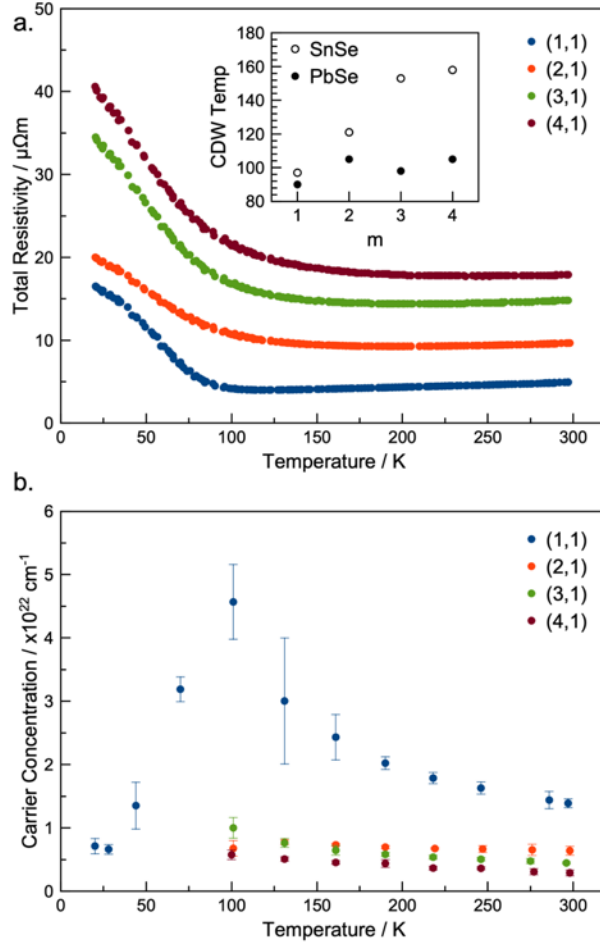 a.
50
40
30
20
10
0
Total Resistivity / µΩm
180
160
140
120
100
80
CDW Temp
SnSe
PbSe
1 2 3 4
m
(1,1)
(2,1)
(3,1)
(4,1)
0 50 100 150 200 250 300
Temperature / K
b.
6
5
4
3
2
1
0
Carrier Concentration / x10²² cm⁻¹
(1,1)
(2,1)
(3,1)
(4,1)
0 50 100 150 200 250 300
Temperature / K